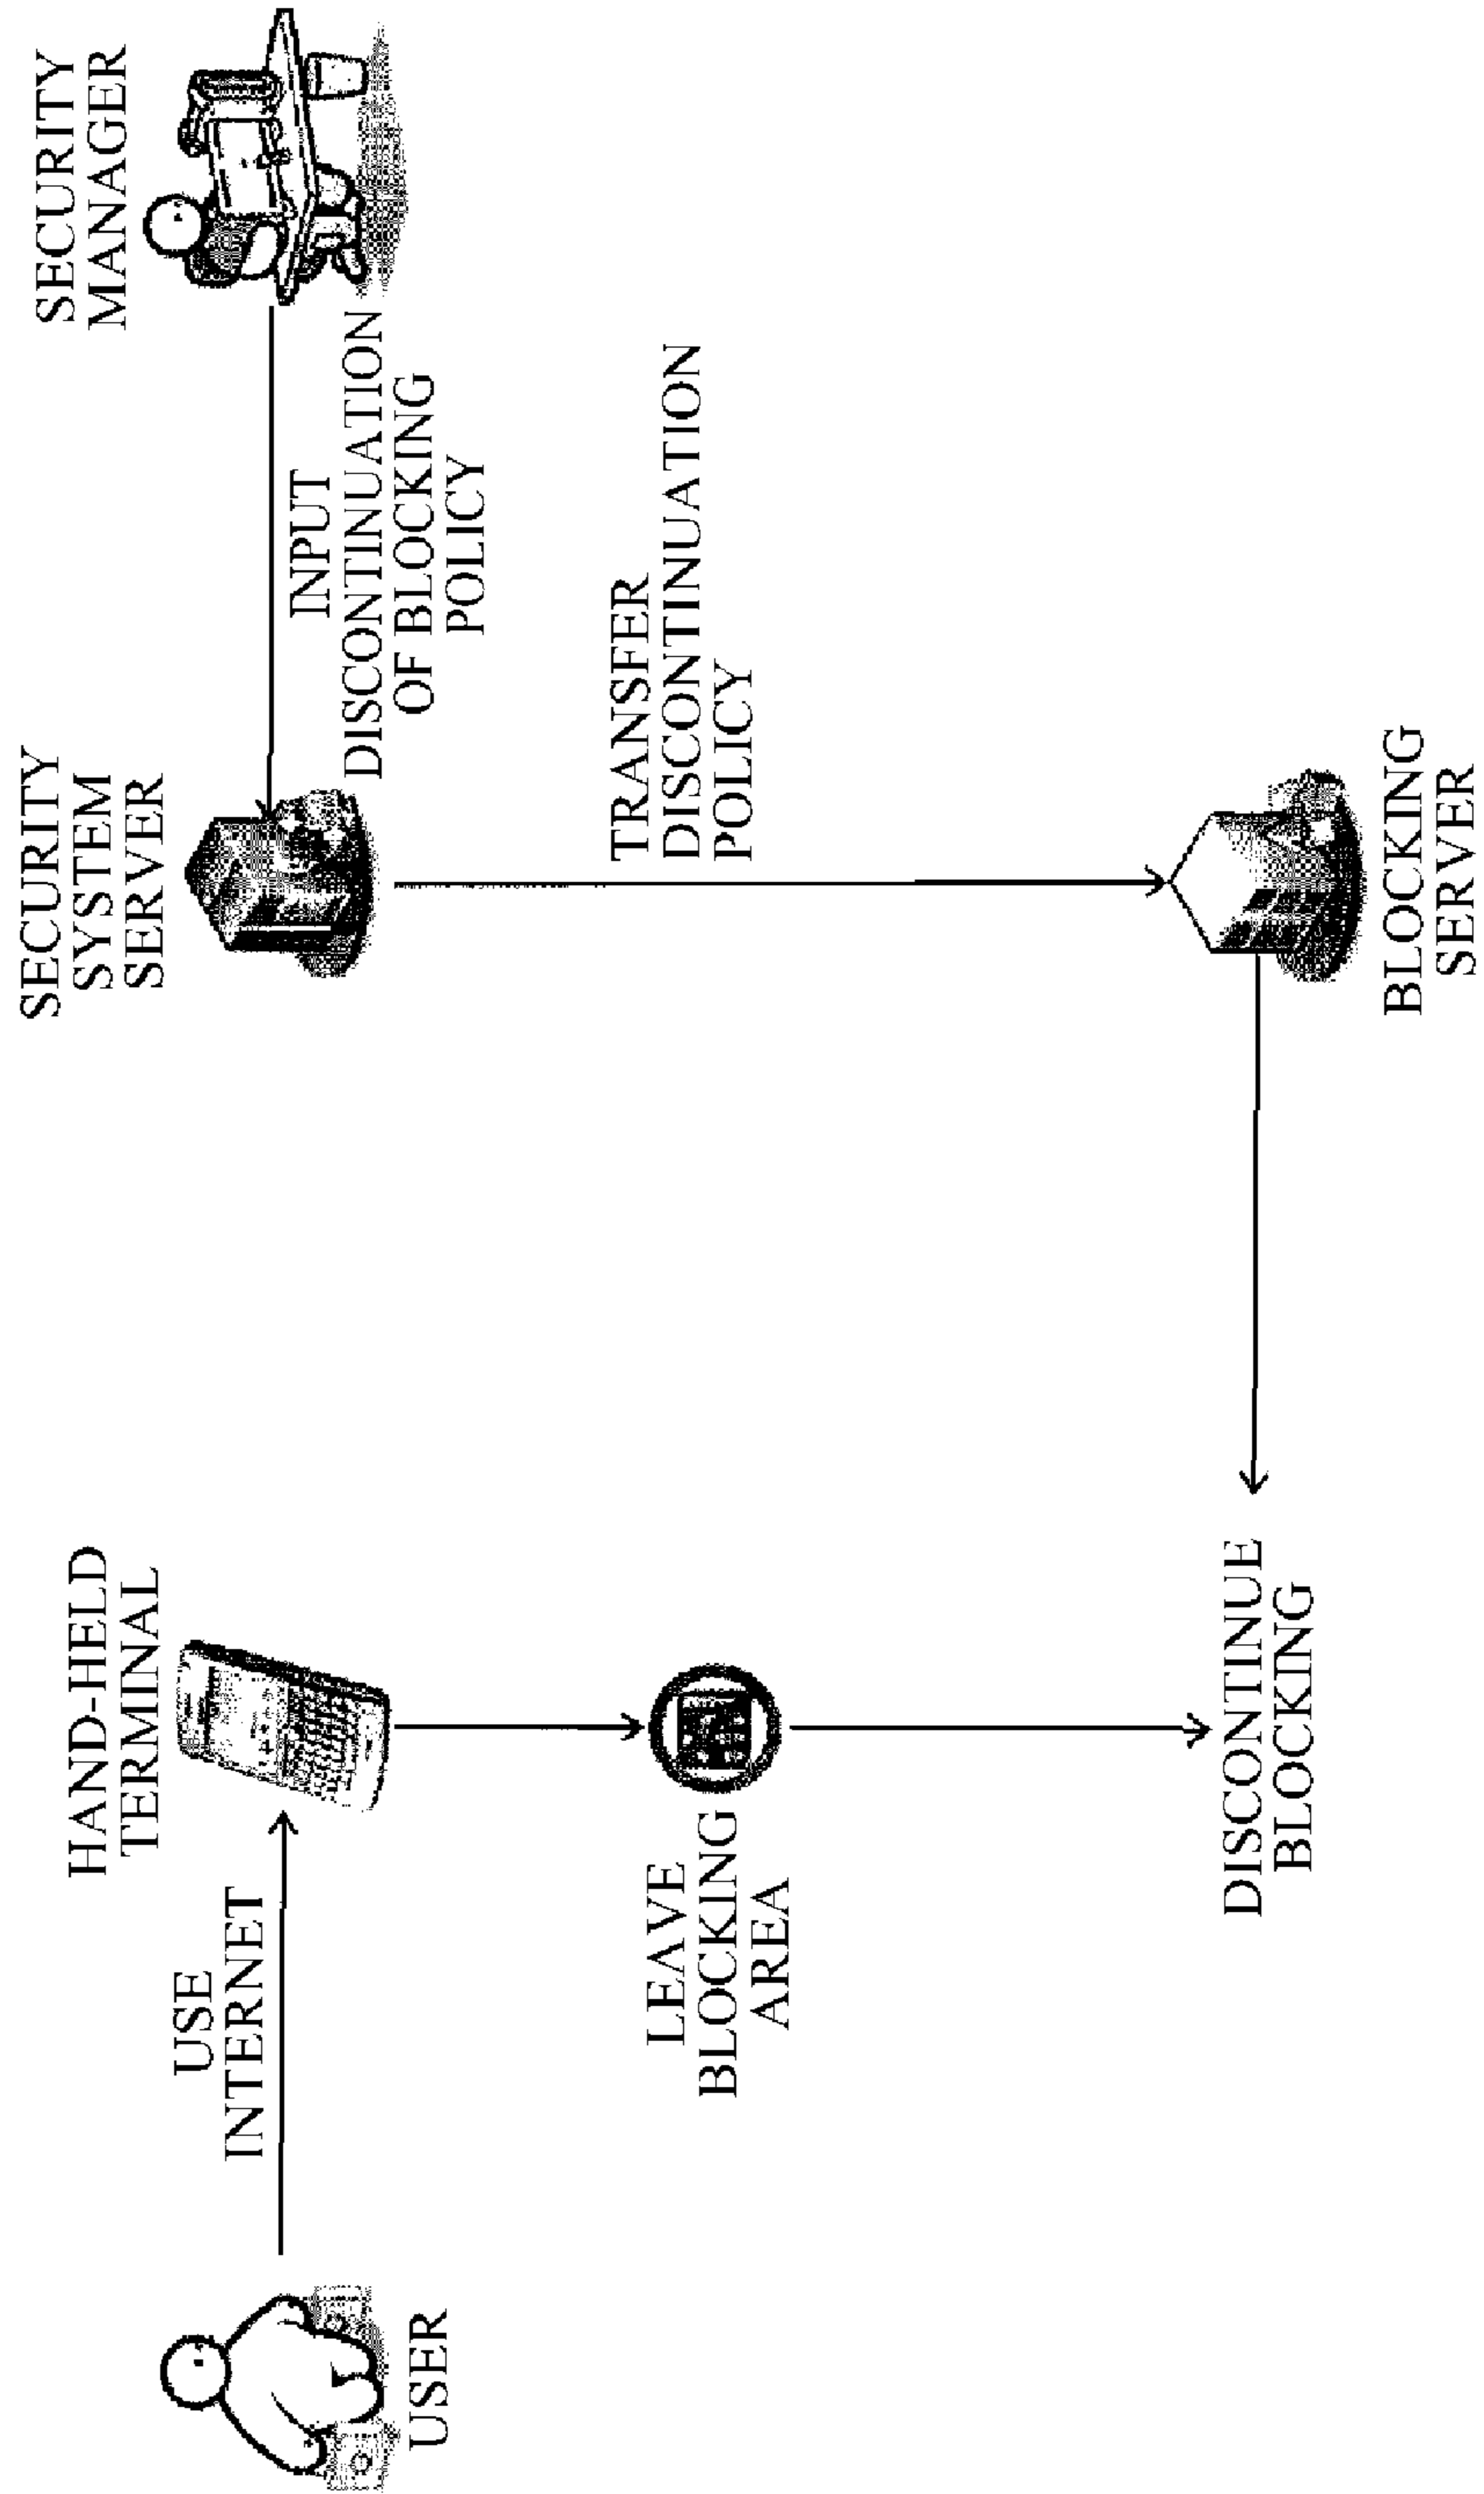 USER
USE
INTERNET
HAND-HELD
TERMINAL
LEAVE
BLOCKING
AREA
DISCONTINUE
BLOCKING
SECURITY
SYSTEM
SERVER
INPUT
DISCONTINUATION
OF BLOCKING
POLICY
SECURITY
MANAGER
TRANSFER
DISCONTINUATION
POLICY
BLOCKING
SERVER